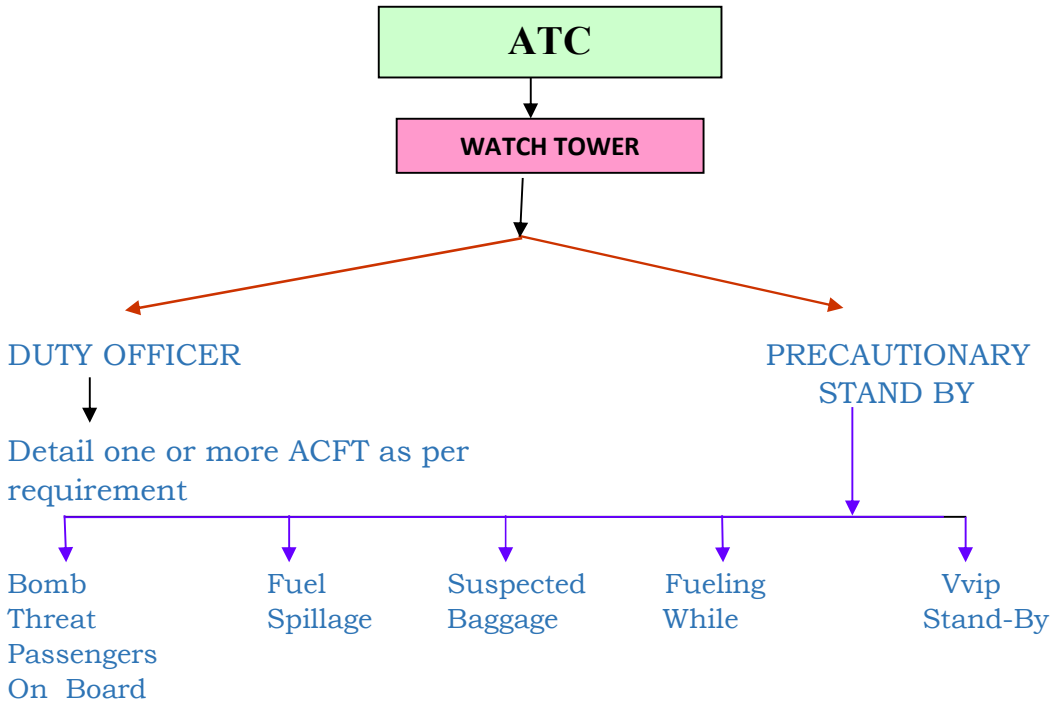 ATC
WATCH TOWER
DUTY OFFICER
PRECAUTIONARY
STAND BY
Detail one or more ACFT as per
requirement
Bomb
Threat
Passengers
On Board
Fuel
Spillage
Suspected
Baggage
Fueling
While
Vvip
Stand-By